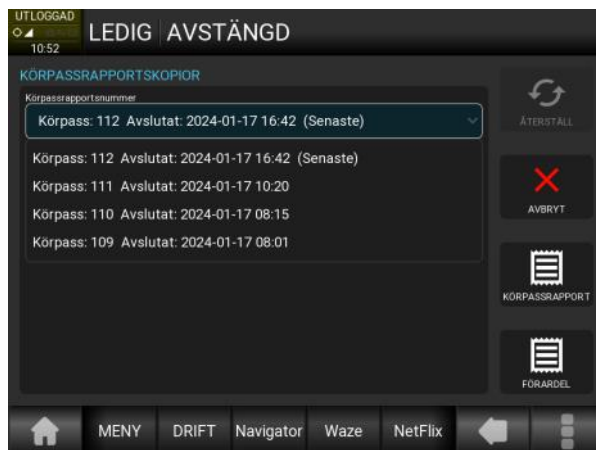 UTLOGGAD
10:52
LEDIG AVSTÄNGD
KÖRPASSRAPPORTSKOPIOR
Körpassrapportsnummer
Körpass: 112 Avslutat: 2024-01-17 16:42 (Senaste)
Körpass: 112 Avslutat: 2024-01-17 16:42 (Senaste)
Körpass: 111 Avslutat: 2024-01-17 10:20
Körpass: 110 Avslutat: 2024-01-17 08:15
Körpass: 109 Avslutat: 2024-01-17 08:01
ÅTERSTÄLL
AVBRYT
KÖRPASSRAPPORT
FÖRARDEL
MENY DRIFT Navigator Waze NetFlix